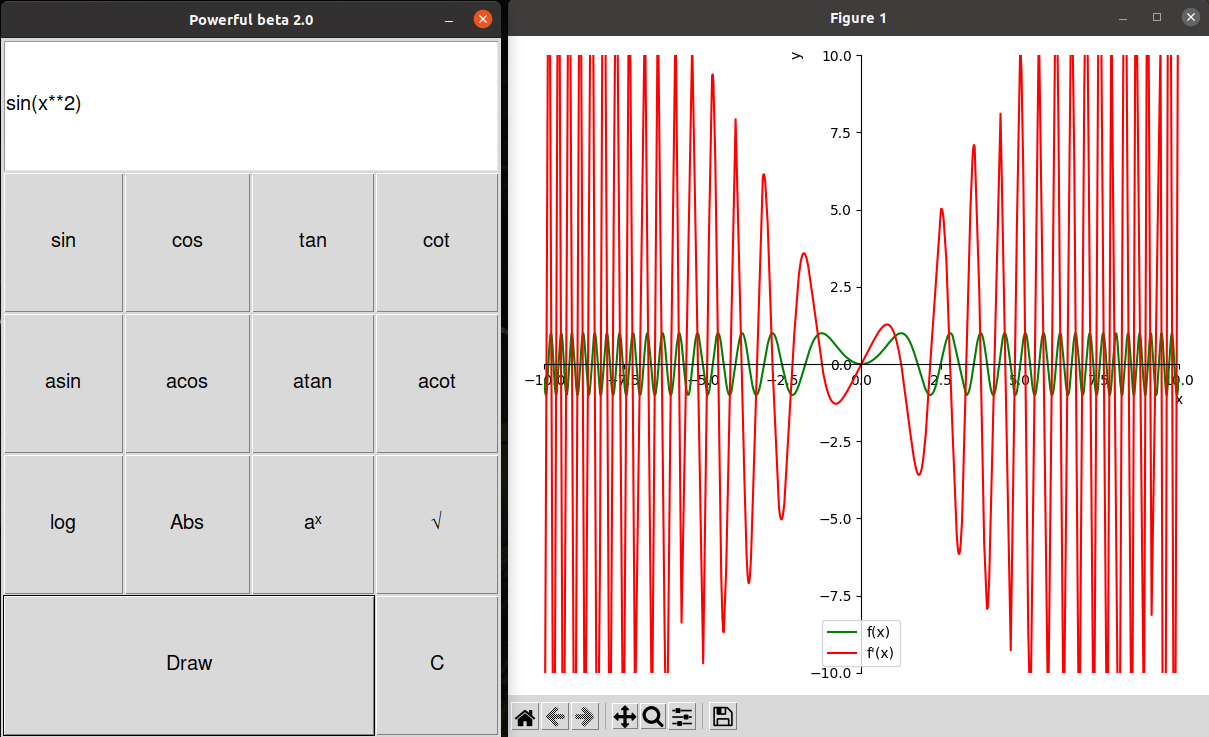 Powerful beta 2.0
sin(x**2)
sin cos tan cot
asin acos atan acot
log Abs aˣ √
Draw C
Figure 1
y
10.0
7.5
5.0
2.5
0.0
−10.0 −7.5 −5.0 −2.5 0.0 2.5 5.0 7.5 10.0
x
−2.5
−5.0
−7.5
−10.0
f(x)
f'(x)